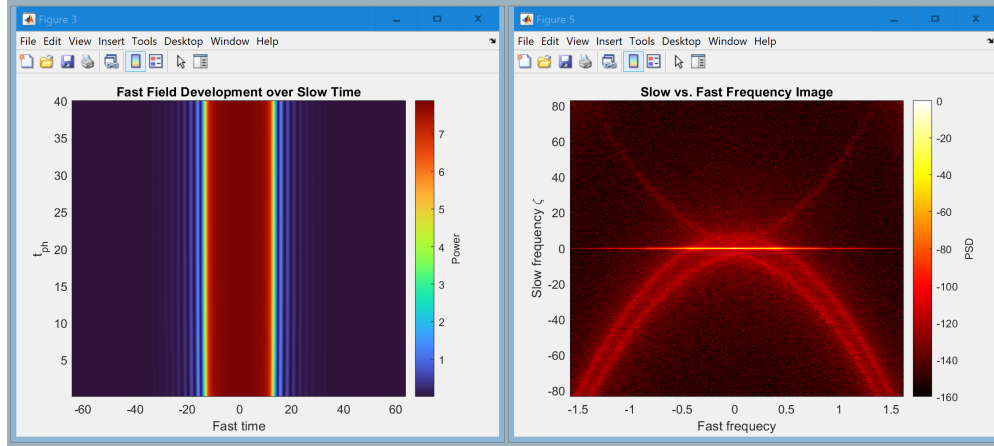 Figure 3
File Edit View Insert Tools Desktop Window Help
Fast Field Development over Slow Time
40
35
30
25
20
15
10
5
t_ph
-60 -40 -20 0 20 40 60
Fast time
7
6
5
4
3
2
1
Power
Figure 5
File Edit View Insert Tools Desktop Window Help
Slow vs. Fast Frequency Image
80
60
40
20
0
-20
-40
-60
-80
Slow frequency ζ
-1.5 -1 -0.5 0 0.5 1 1.5
Fast frequecy
0
-20
-40
-60
-80
-100
-120
-140
-160
PSD